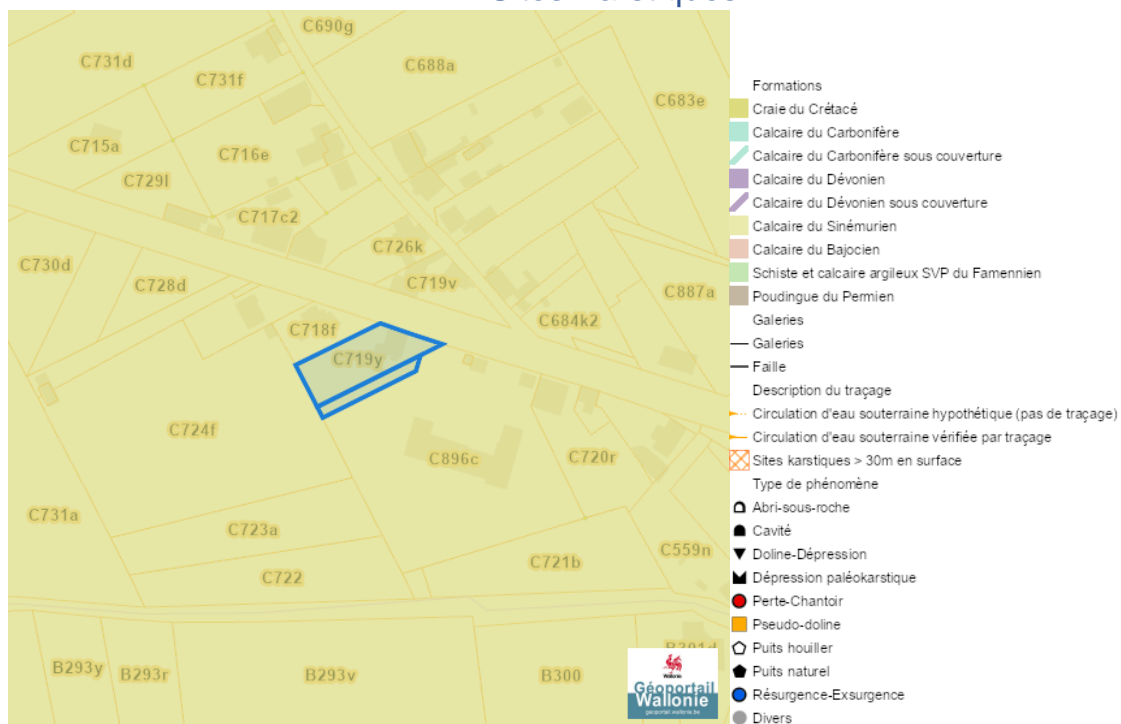 C690g
C731d
C688a
C731f
C683e
C715a
C716e
C729l
C717c2
C726k
C730d
C728d
C719v
C887a
C684k2
C718f
C719y
C724f
C896c
C720r
C731a
C723a
C559n
C721b
C722
B301d
B293y
B293r
B293v
B300
Wallonie
Géoportail
Wallonie
geoportail.wallonie.be
Formations
Craie du Crétacé
Calcaire du Carbonifère
Calcaire du Carbonifère sous couverture
Calcaire du Dévonien
Calcaire du Dévonien sous couverture
Calcaire du Sinémurien
Calcaire du Bajocien
Schiste et calcaire argileux SVP du Famennien
Poudingue du Permien
Galeries
Galeries
Faille
Description du traçage
Circulation d'eau souterraine hypothétique (pas de traçage)
Circulation d'eau souterraine vérifiée par traçage
Sites karstiques > 30m en surface
Type de phénomène
Abri-sous-roche
Cavité
Doline-Dépression
Dépression paléokarstique
Perte-Chantoir
Pseudo-doline
Puits houiller
Puits naturel
Résurgence-Exsurgence
Divers